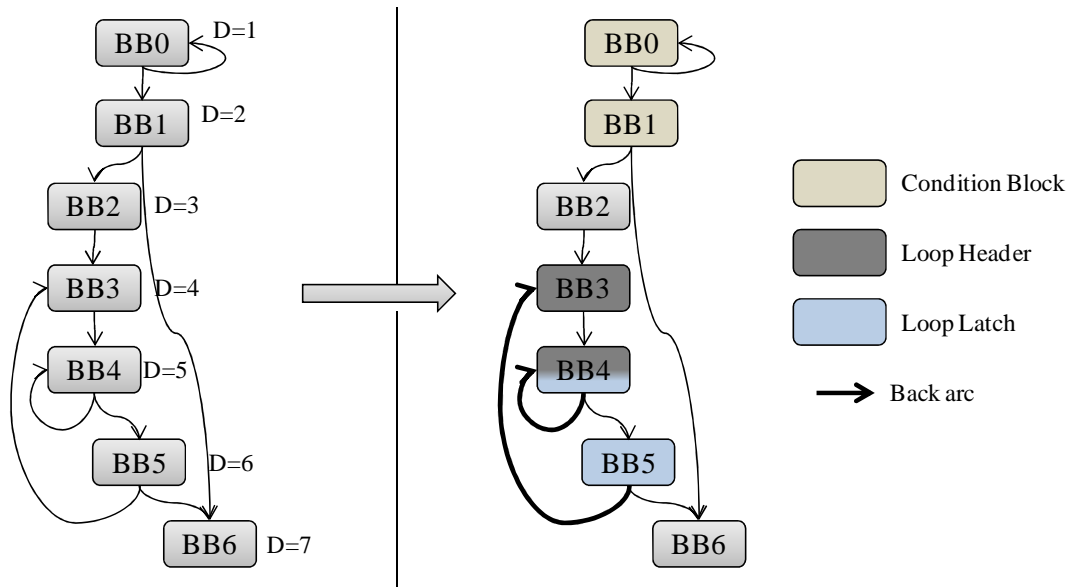 BB0 D=1
BB1 D=2
BB2 D=3
BB3 D=4
BB4 D=5
BB5 D=6
BB6 D=7
BB0
BB1
BB2
BB3
BB4
BB5
BB6
Condition Block
Loop Header
Loop Latch
Back arc